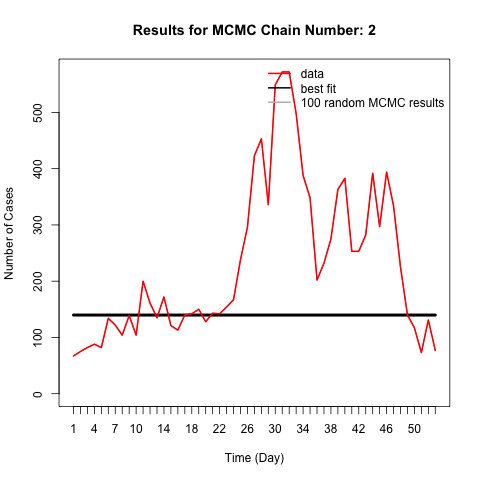 Results for MCMC Chain Number: 2
data
best fit
100 random MCMC results
Number of Cases
500
400
300
200
100
0
1 4 7 10 14 18 22 26 30 34 38 42 46 50
Time (Day)